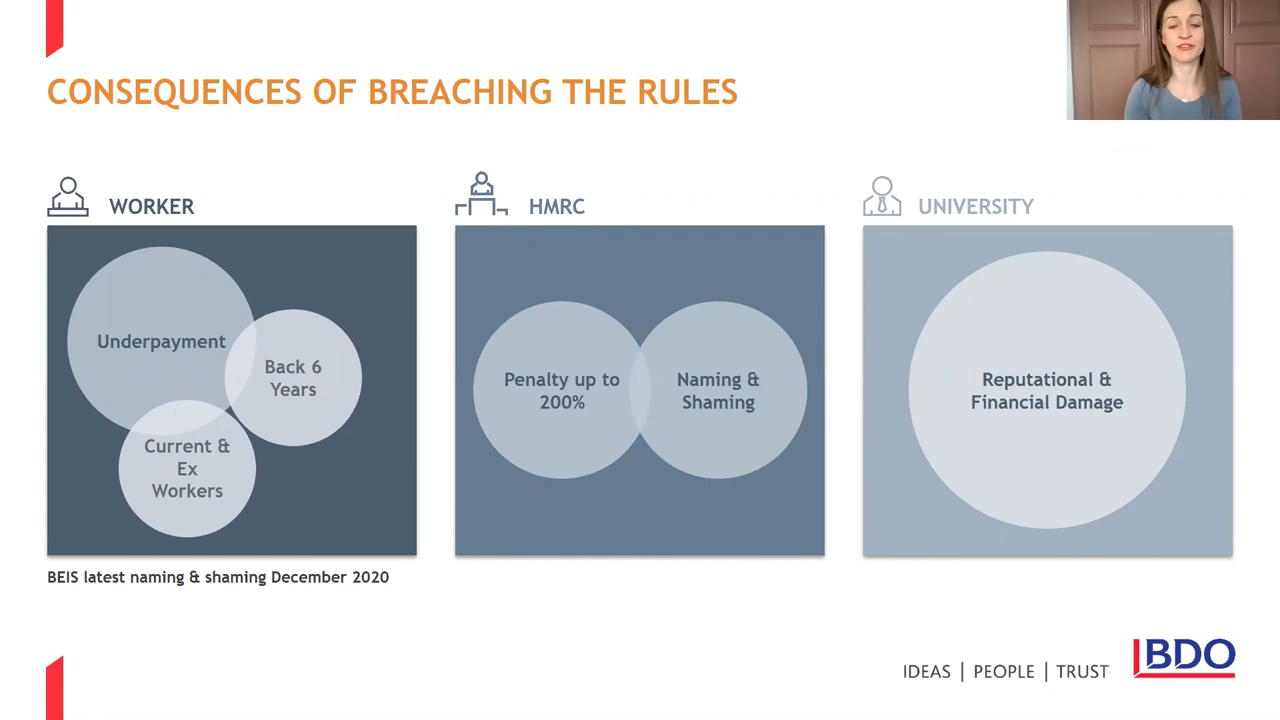 CONSEQUENCES OF BREACHING THE RULES
WORKER
Underpayment
Back 6
Years
Current &
Ex
Workers
HMRC
Penalty up to
200%
Naming &
Shaming
UNIVERSITY
Reputational &
Financial Damage
BEIS latest naming & shaming December 2020
IDEAS | PEOPLE | TRUST
BDO